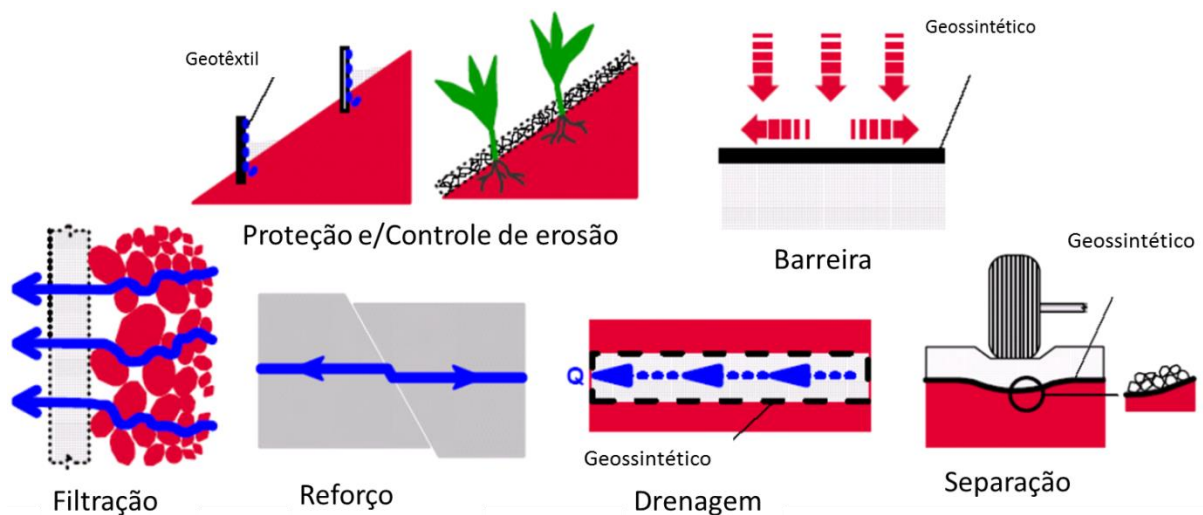 Geotêxtil
Geossintético
Proteção e/Controle de erosão
Barreira
Geossintético
Q
Geossintético
Filtração
Reforço
Drenagem
Separação